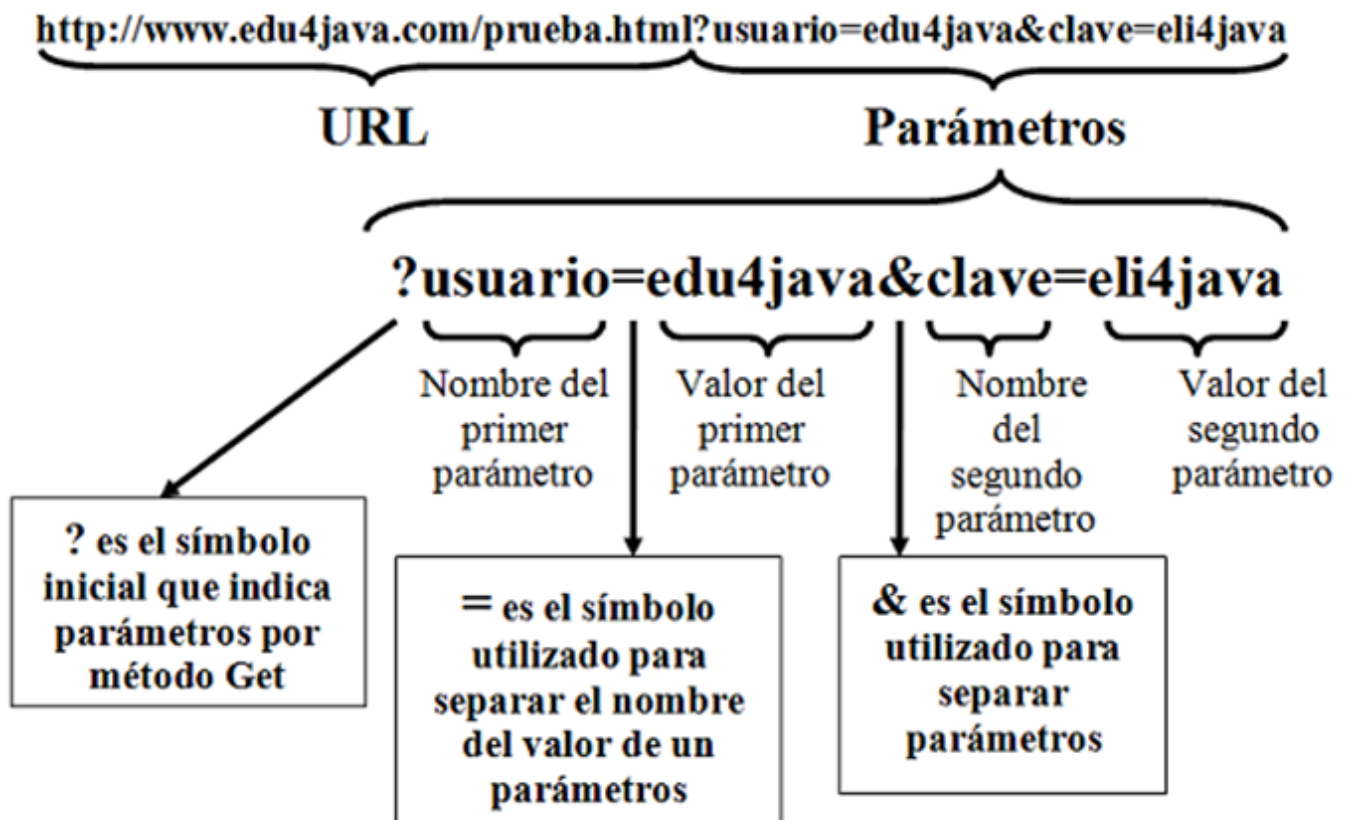 http://www.edu4java.com/prueba.html?usuario=edu4java&clave=eli4java
URL
Parámetros
?usuario=edu4java&clave=eli4java
Nombre del
primer
parámetro
Valor del
primer
parámetro
Nombre
del
segundo
parámetro
Valor del
segundo
parámetro
? es el símbolo
inicial que indica
parámetros por
método Get
= es el símbolo
utilizado para
separar el nombre
del valor de un
parámetros
& es el símbolo
utilizado para
separar
parámetros